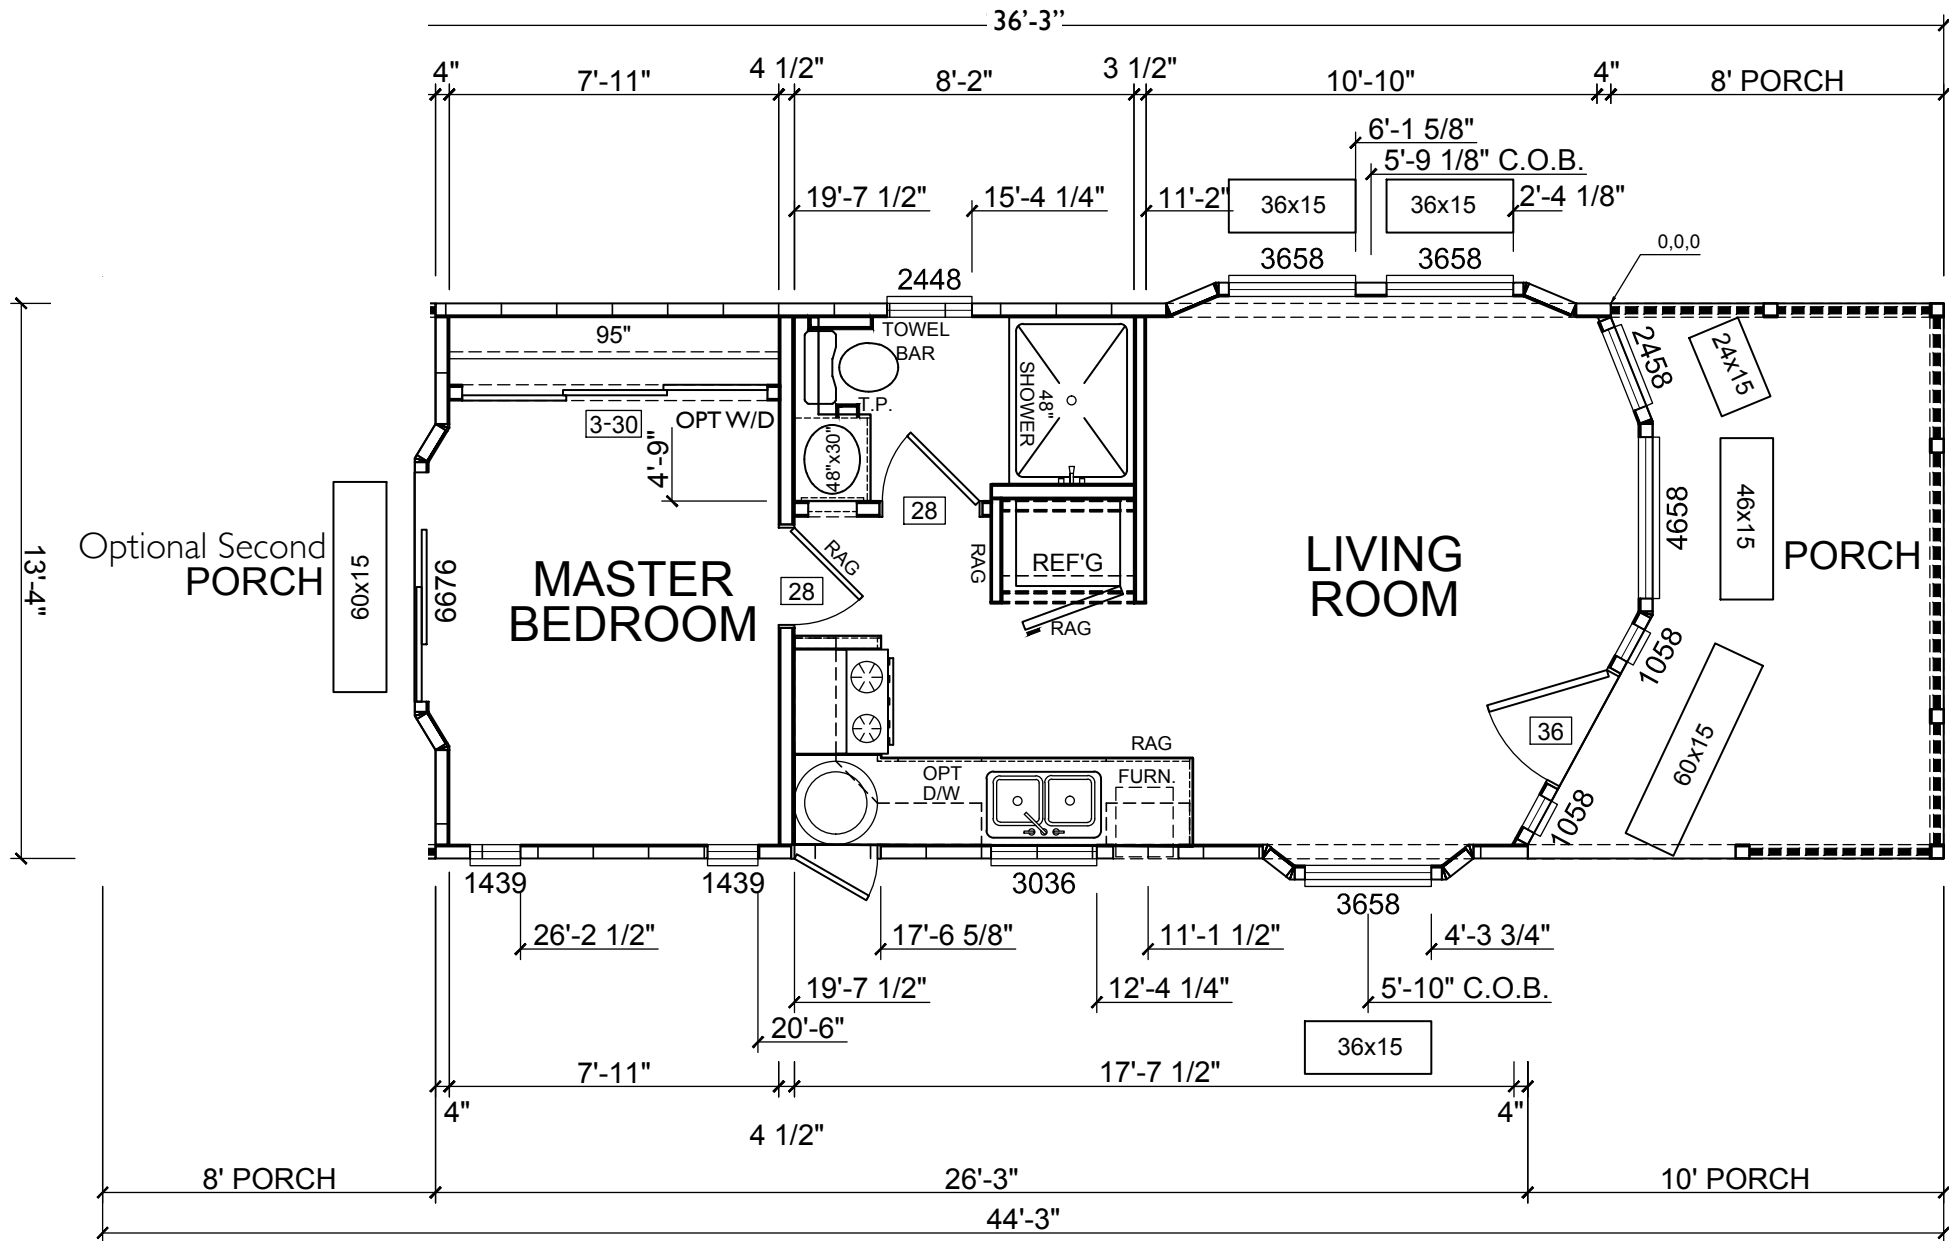 36'-3"
4"
7'-11"
4 1/2"
8'-2"
3 1/2"
10'-10"
4"
8' PORCH
6'-1 5/8"
5'-9 1/8" C.O.B.
19'-7 1/2"
15'-4 1/4"
11'-2"
36x15
36x15
2'-4 1/8"
0,0,0
2448
3658
3658
95"
TOWEL
BAR
T.P.
48"
SHOWER
2458
24x15
3-30
OPT W/D
4'-9"
48"x30"
28
4658
46x15
PORCH
Optional Second
PORCH
60x15
6676
13'-4"
MASTER
BEDROOM
RAG
28
RAG
REF'G
RAG
LIVING
ROOM
1058
36
60x15
1058
RAG
OPT
D/W
FURN.
1439
1439
3036
3658
26'-2 1/2"
17'-6 5/8"
11'-1 1/2"
4'-3 3/4"
19'-7 1/2"
12'-4 1/4"
5'-10" C.O.B.
20'-6"
36x15
7'-11"
17'-7 1/2"
4"
4"
4 1/2"
8' PORCH
26'-3"
10' PORCH
44'-3"